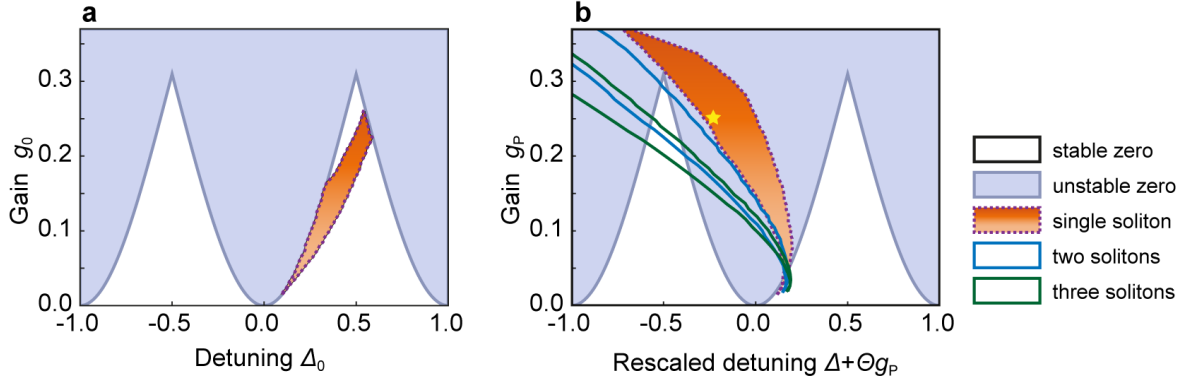 a
b
Gain g₀
0.3
0.2
0.1
0.0
-1.0
-0.5
0.0
0.5
1.0
Detuning Δ₀
Gain gₚ
0.3
0.2
0.1
0.0
-1.0
-0.5
0.0
0.5
1.0
Rescaled detuning Δ+Θgₚ
stable zero
unstable zero
single soliton
two solitons
three solitons